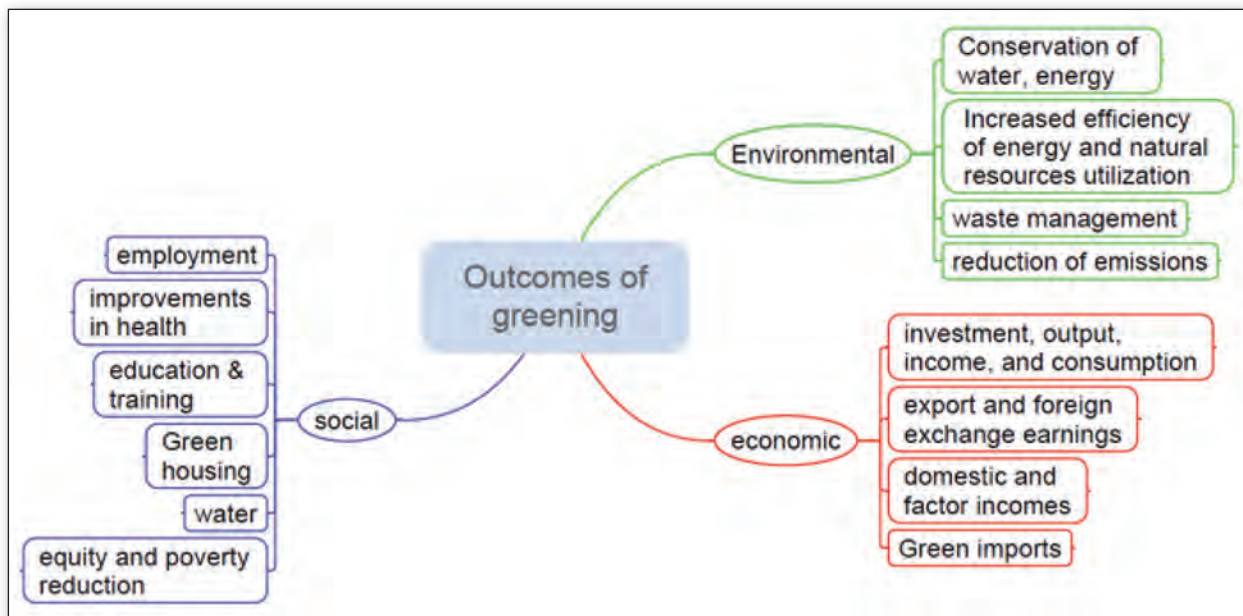 Outcomes of
greening
Environmental
Conservation of
water, energy
Increased efficiency
of energy and natural
resources utilization
waste management
reduction of emissions
economic
investment, output,
income, and consumption
export and foreign
exchange earnings
domestic and
factor incomes
Green imports
social
employment
improvements
in health
education &
training
Green
housing
water
equity and poverty
reduction